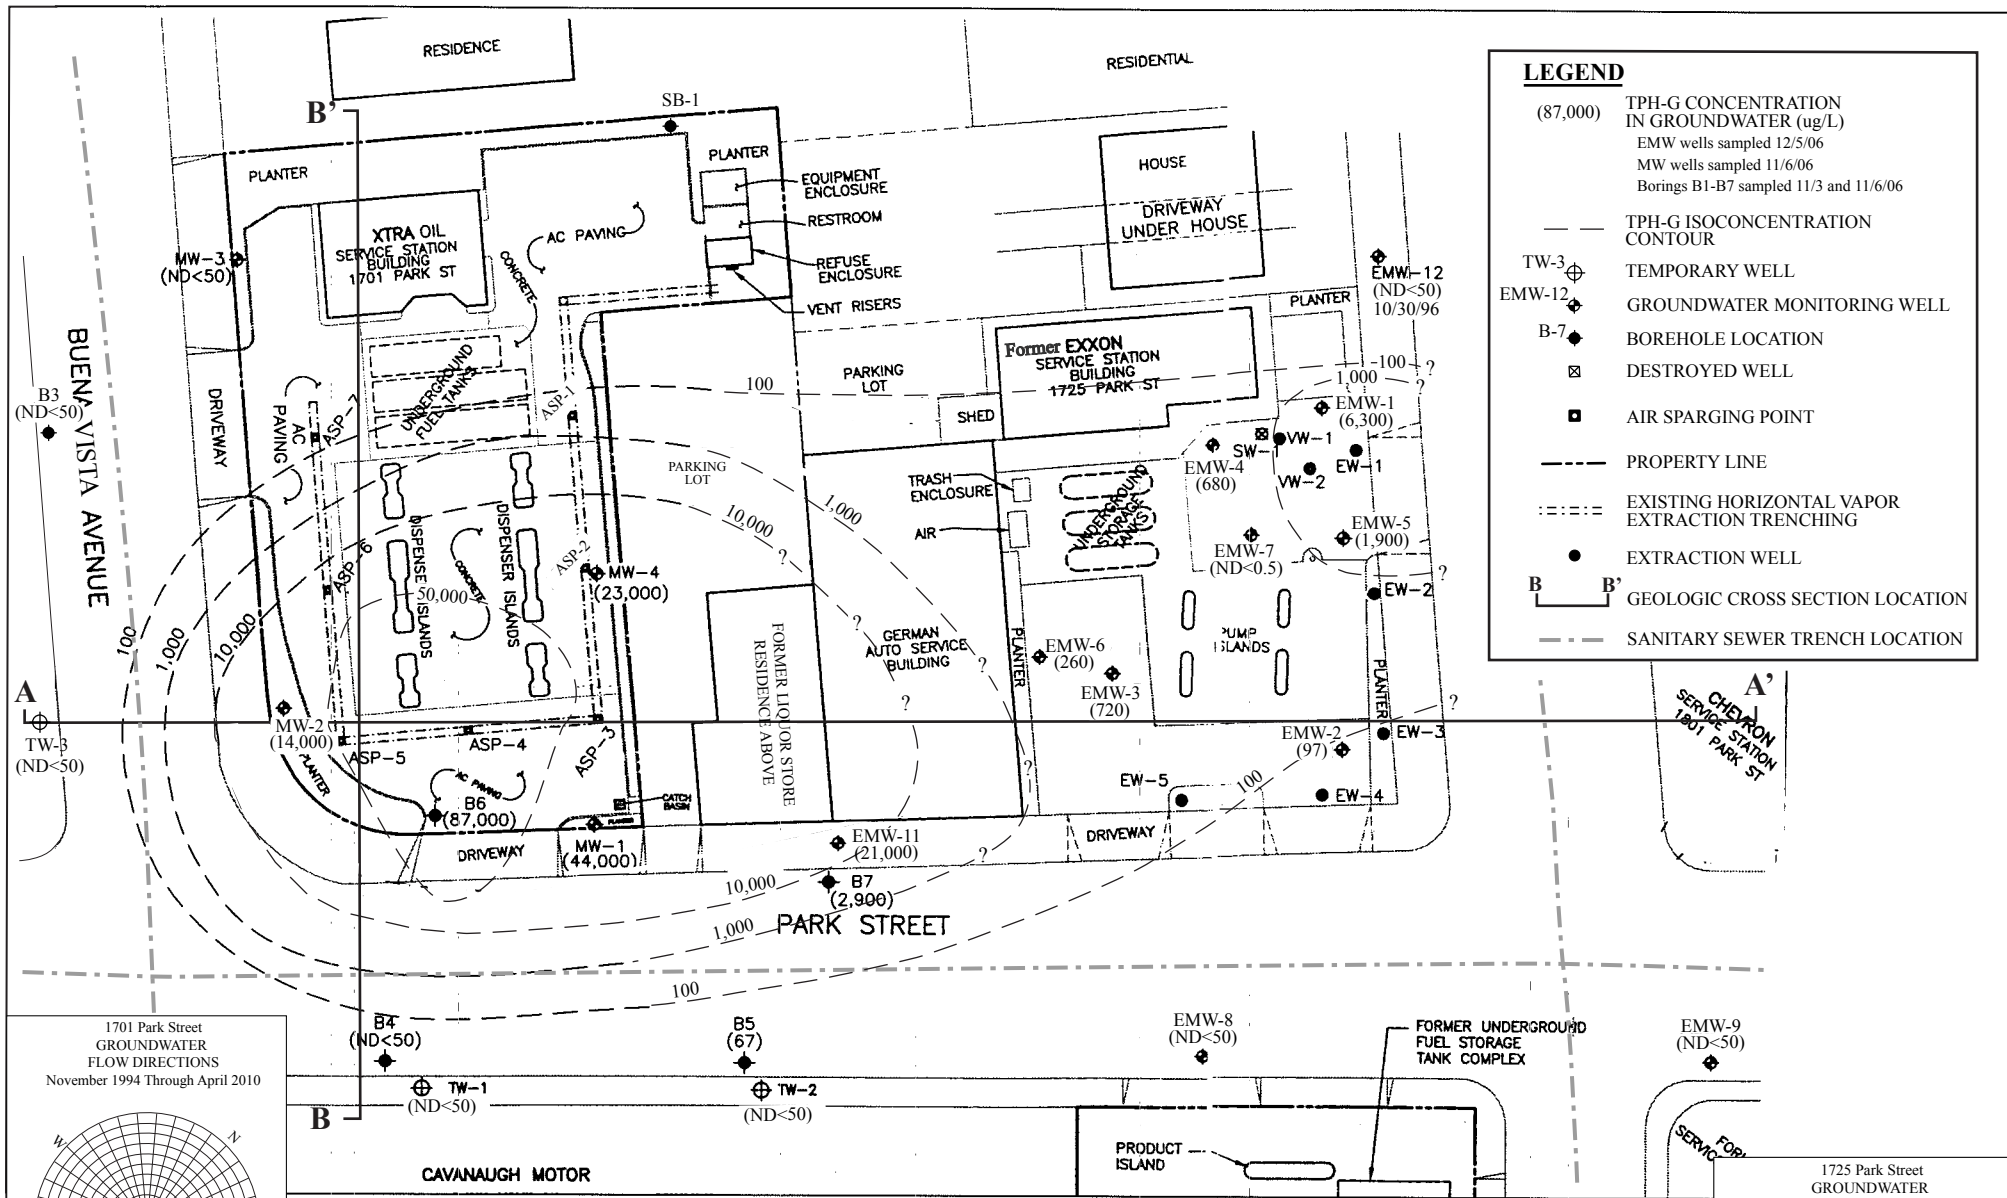 RESIDENCE
RESIDENTIAL
B'
SB-1
PLANTER
PLANTER
EQUIPMENT
ENCLOSURE
RESTROOM
REFUSE
ENCLOSURE
VENT RISERS
HOUSE
DRIVEWAY
UNDER HOUSE
XTRA OIL
SERVICE STATION
BUILDING
1701 PARK ST
AC PAVING
CONCRETE
MW-3
(ND<50)
EMW-12
(ND<50)
10/30/96
PLANTER
LEGEND
(87,000)
TPH-G CONCENTRATION
IN GROUNDWATER (ug/L)
EMW wells sampled 12/5/06
MW wells sampled 11/6/06
Borings B1-B7 sampled 11/3 and 11/6/06
TPH-G ISOCONCENTRATION
CONTOUR
TW-3
TEMPORARY WELL
EMW-12
GROUNDWATER MONITORING WELL
B-7
BOREHOLE LOCATION
DESTROYED WELL
AIR SPARGING POINT
PROPERTY LINE
EXISTING HORIZONTAL VAPOR
EXTRACTION TRENCHING
EXTRACTION WELL
B
B'
GEOLOGIC CROSS SECTION LOCATION
SANITARY SEWER TRENCH LOCATION
BUENA VISTA AVENUE
B3
(ND<50)
DRIVEWAY
AC
PAVING
ASP-7
UNDERGROUND
FUEL TANKS
ASP-1
100
PARKING
LOT
SHED
Former EXXON
SERVICE STATION
BUILDING
1725 PARK ST
100
?
1,000
?
EMW-1
(6,300)
VW-1
SW-1
EW-1
VW-2
EMW-4
(680)
PARKING
LOT
1,000
10,000
?
?
TRASH
ENCLOSURE
AIR
UNDERGROUND
STORAGE
TANKS
EMW-5
(1,900)
EMW-7
(ND<0.5)
?
EW-2
DISPENSER
ISLANDS
DISPENSER ISLANDS
CONCRETE
ASP-6
ASP-2
MW-4
(23,000)
50,000
100
1,000
10,000
?
?
?
FORMER LIQUOR STORE
RESIDENCE ABOVE
GERMAN
AUTO SERVICE
BUILDING
PLANTER
EMW-6
(260)
EMW-3
(720)
PUMP
ISLANDS
PLANTER
?
A
A'
TW-3
(ND<50)
MW-2
(14,000)
ASP-5
ASP-4
ASP-3
EMW-2
(97)
EW-3
CHEVRON
SERVICE STATION
1801 PARK ST
PLANTER
AC PAVING
B6
(87,000)
CATCH
BASIN
PLANTER
?
EW-5
100
EW-4
DRIVEWAY
MW-1
(44,000)
EMW-11
(21,000)
?
DRIVEWAY
10,000
B7
(2,900)
1,000
PARK STREET
100
B4
(ND<50)
B5
(67)
EMW-8
(ND<50)
FORMER UNDERGROUND
FUEL STORAGE
TANK COMPLEX
EMW-9
(ND<50)
TW-1
(ND<50)
TW-2
(ND<50)
B
1701 Park Street
GROUNDWATER
FLOW DIRECTIONS
November 1994 Through April 2010
W
N
CAVANAUGH MOTOR
PRODUCT
ISLAND
1725 Park Street
GROUNDWATER